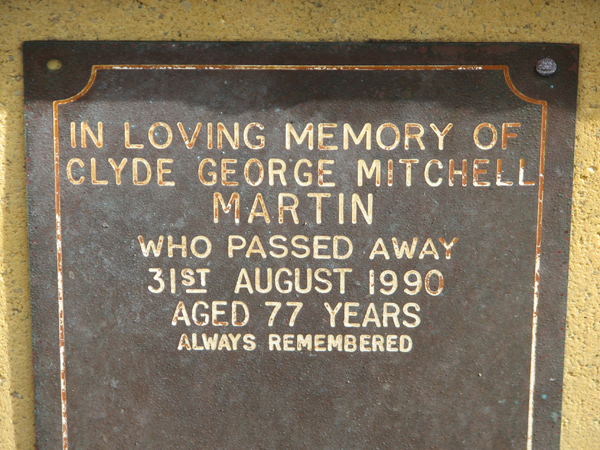 IN LOVING MEMORY OF
CLYDE GEORGE MITCHELL
MARTIN
WHO PASSED AWAY
31ST AUGUST 1990
AGED 77 YEARS
ALWAYS REMEMBERED